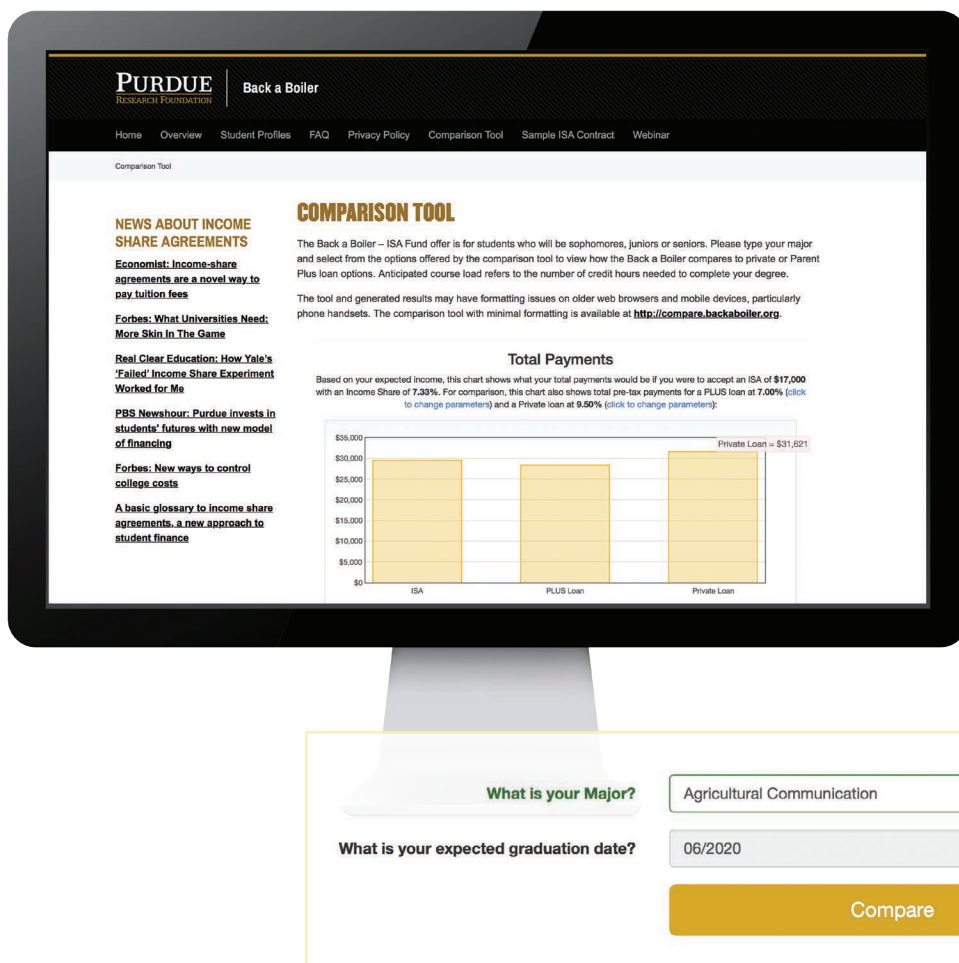 PURDUE
RESEARCH FOUNDATION
Back a Boiler
Home Overview Student Profiles FAQ Privacy Policy Comparison Tool Sample ISA Contract Webinar
Comparison Tool
NEWS ABOUT INCOME
SHARE AGREEMENTS
Economist: Income-share
agreements are a novel way to
pay tuition fees
Forbes: What Universities Need:
More Skin In The Game
Real Clear Education: How Yale's
'Failed' Income Share Experiment
Worked for Me
PBS Newshour: Purdue invests in
students' futures with new model
of financing
Forbes: New ways to control
college costs
A basic glossary to income share
agreements, a new approach to
student finance
COMPARISON TOOL
The Back a Boiler – ISA Fund offer is for students who will be sophomores, juniors or seniors. Please type your major
and select from the options offered by the comparison tool to view how the Back a Boiler compares to private or Parent
Plus loan options. Anticipated course load refers to the number of credit hours needed to complete your degree.
The tool and generated results may have formatting issues on older web browsers and mobile devices, particularly
phone handsets. The comparison tool with minimal formatting is available at http://compare.backaboiler.org.
Total Payments
Based on your expected income, this chart shows what your total payments would be if you were to accept an ISA of $17,000
with an Income Share of 7.33%. For comparison, this chart also shows total pre-tax payments for a PLUS loan at 7.00% (click
to change parameters) and a Private loan at 9.50% (click to change parameters):
Private Loan = $31,621
$35,000
$30,000
$25,000
$20,000
$15,000
$10,000
$5,000
$0
ISA PLUS Loan Private Loan
What is your Major? Agricultural Communication
What is your expected graduation date? 06/2020
Compare